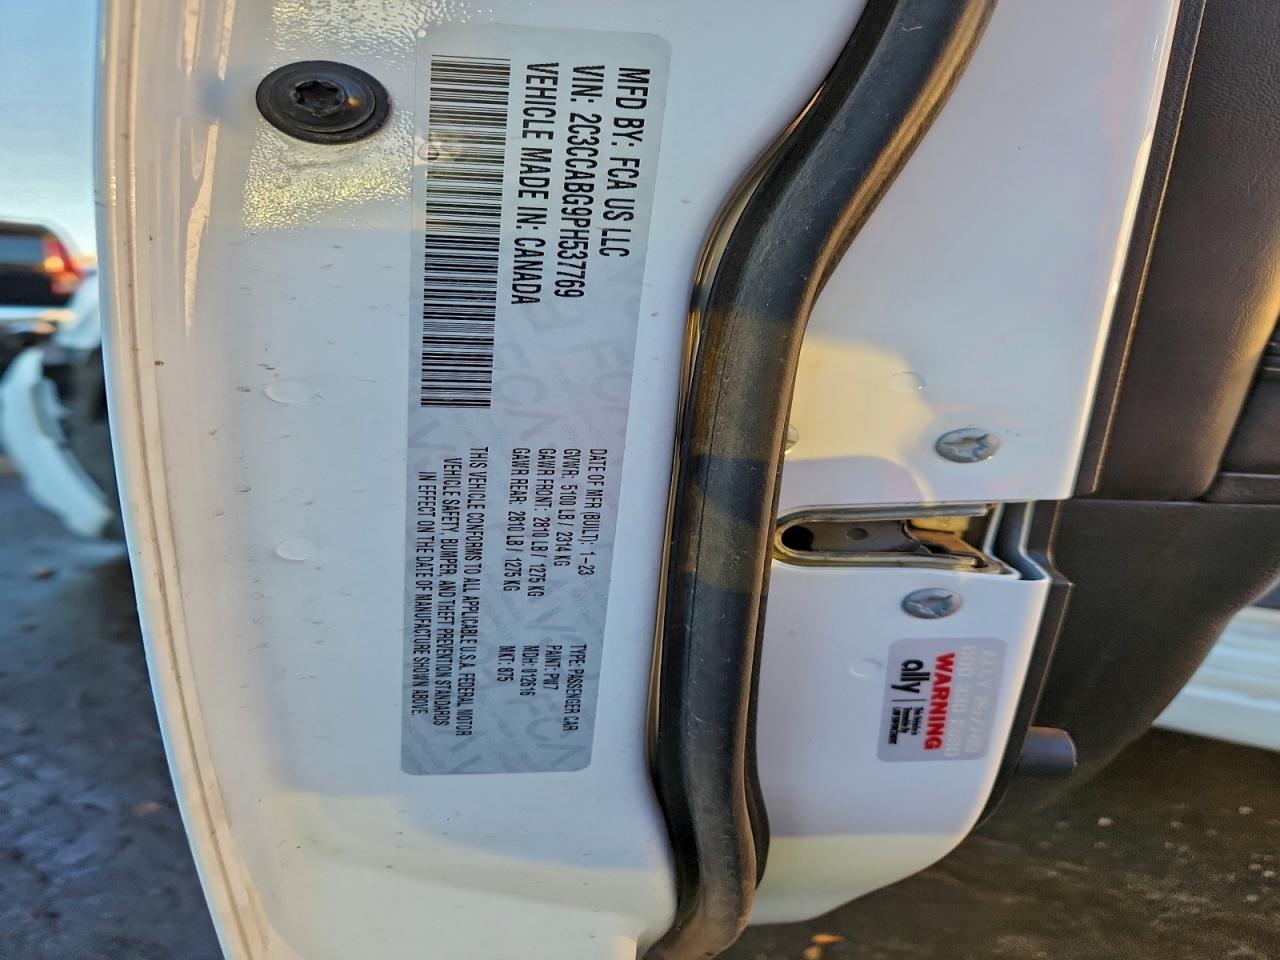 MFD BY: FCA US LLC
VIN: 2C3CCABG9PH537769
VEHICLE MADE IN: CANADA
DATE OF MFR (BUILT): 1-23
GVWR: 5100 LB / 2314 KG
GAWR FRONT: 2810 LB / 1275 KG
GAWR REAR: 2810 LB / 1275 KG
TYPE: PASSENGER CAR
PAINT: PW7
MDH: 012616
MKT: 875
THIS VEHICLE CONFORMS TO ALL APPLICABLE U.S.A. FEDERAL MOTOR
VEHICLE SAFETY, BUMPER, AND THEFT PREVENTION STANDARDS
IN EFFECT ON THE DATE OF MANUFACTURE SHOWN ABOVE.
WARNING
ally